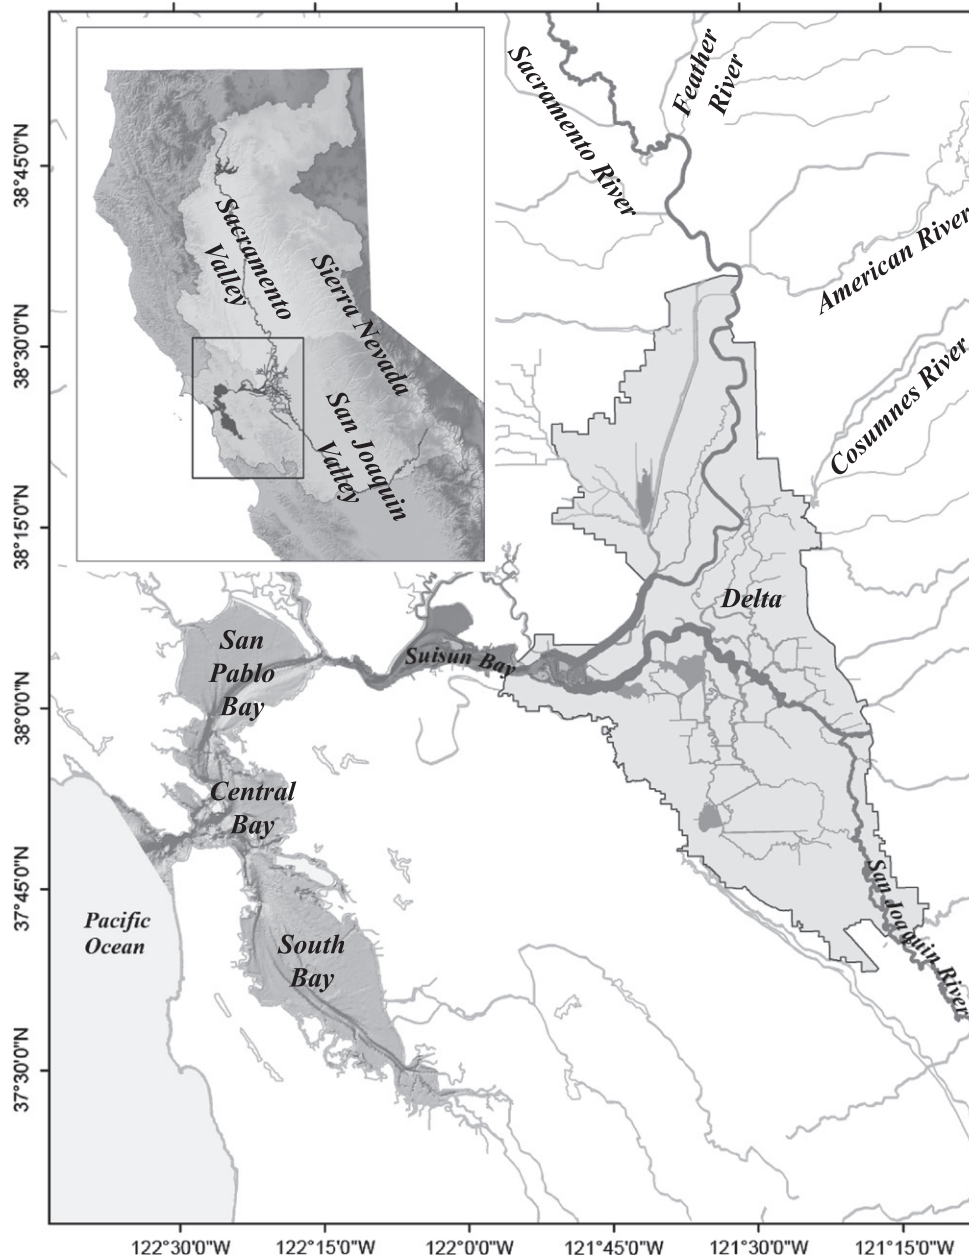 Sacramento
Valley
Sierra Nevada
San Joaquin
Valley
Sacramento River
Feather
River
American River
Cosumnes River
Delta
San
Pablo
Bay
Suisun Bay
Central
Bay
Pacific
Ocean
South
Bay
San Joaquin River
38°45'0"N
38°30'0"N
38°15'0"N
38°0'0"N
37°45'0"N
37°30'0"N
122°30'0"W
122°15'0"W
122°0'0"W
121°45'0"W
121°30'0"W
121°15'0"W